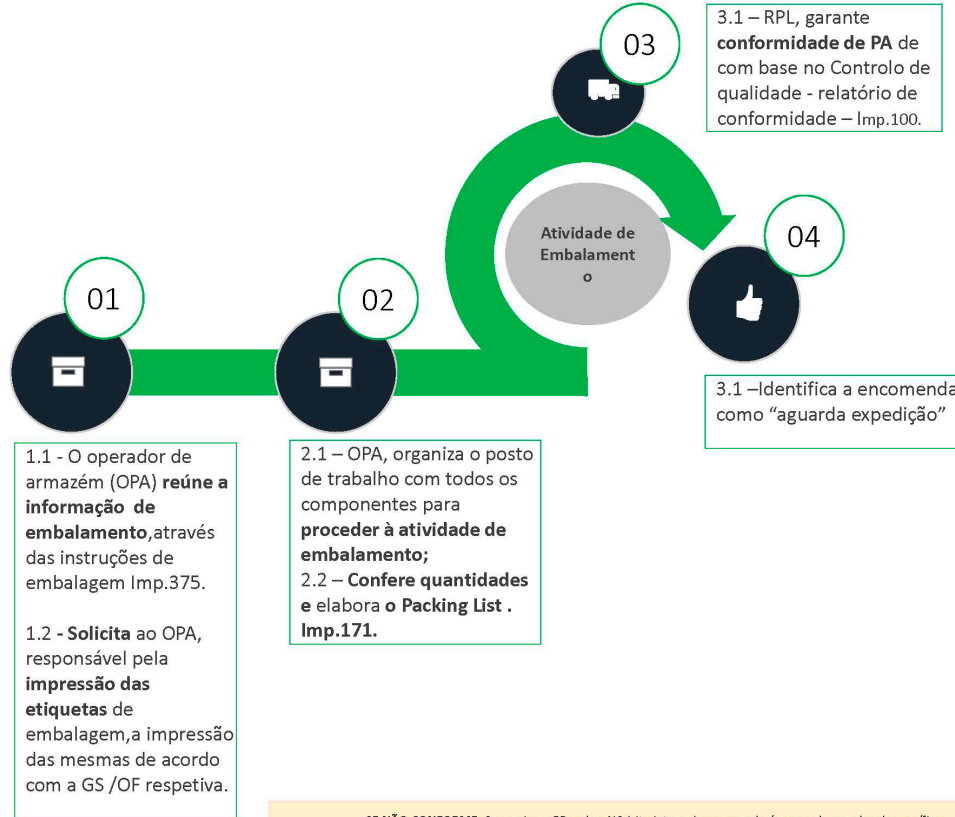 03
3.1 – RPL, garante
conformidade de PA de
com base no Controlo de
qualidade - relatório de
conformidade – Imp.100.
Atividade de
Embalament
o
04
01
02
3.1 –Identifica a encomenda
como “aguarda expedição”
1.1 - O operador de
armazém (OPA) reúne a
informação de
embalamento,através
das instruções de
embalagem Imp.375.
1.2 - Solicita ao OPA,
responsável pela
impressão das
etiquetas de
embalagem,a impressão
das mesmas de acordo
com a GS /OF respetiva.
2.1 – OPA, organiza o posto
de trabalho com todos os
componentes para
proceder à atividade de
embalamento;
2.2 – Confere quantidades
e elabora o Packing List .
Imp.171.